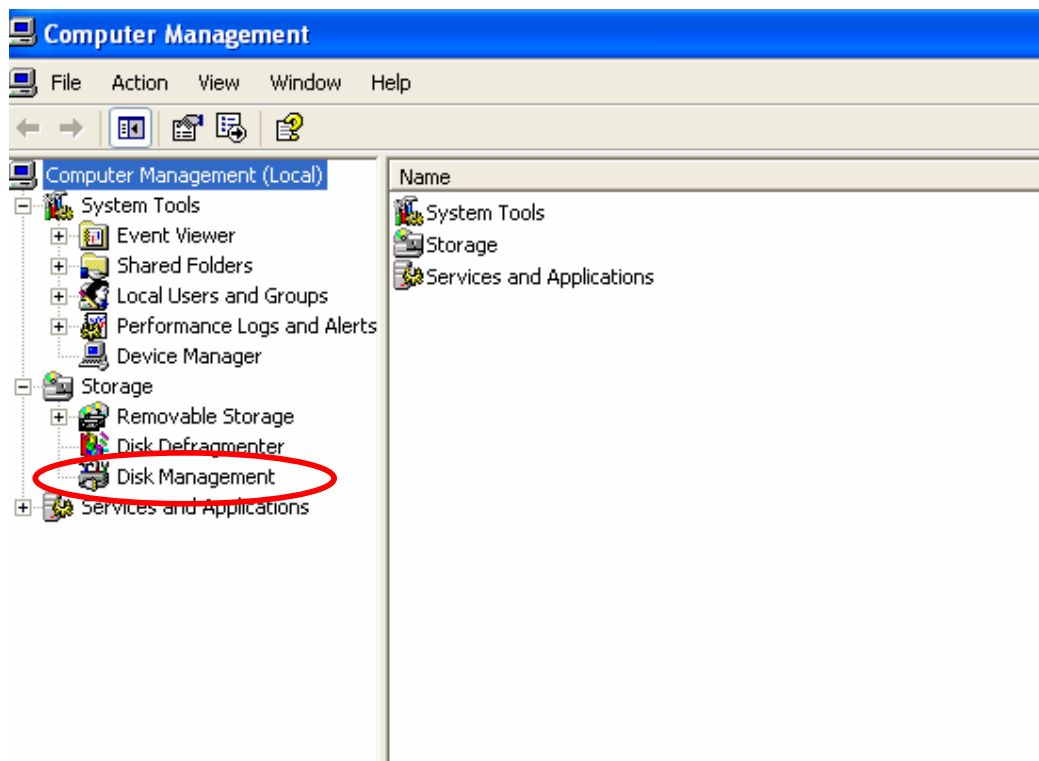 Computer Management
File Action View Window Help
Computer Management (Local)
System Tools
Event Viewer
Shared Folders
Local Users and Groups
Performance Logs and Alerts
Device Manager
Storage
Removable Storage
Disk Defragmenter
Disk Management
Services and Applications
Name
System Tools
Storage
Services and Applications